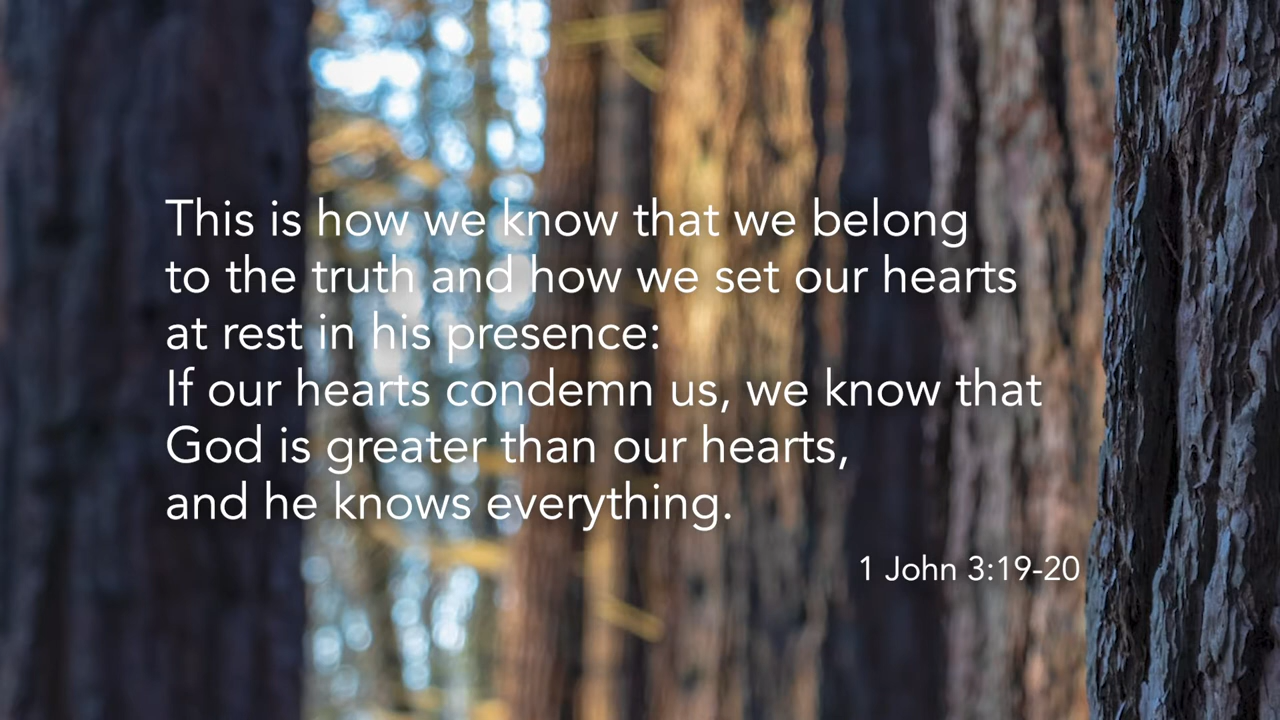 This is how we know that we belong
to the truth and how we set our hearts
at rest in his presence:
If our hearts condemn us, we know that
God is greater than our hearts,
and he knows everything.
1 John 3:19-20